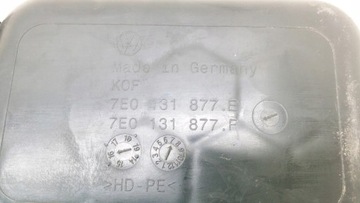 Made in Germany
KCF
7E0 131 877.E
7E0 131 877.F
>HD-PE<